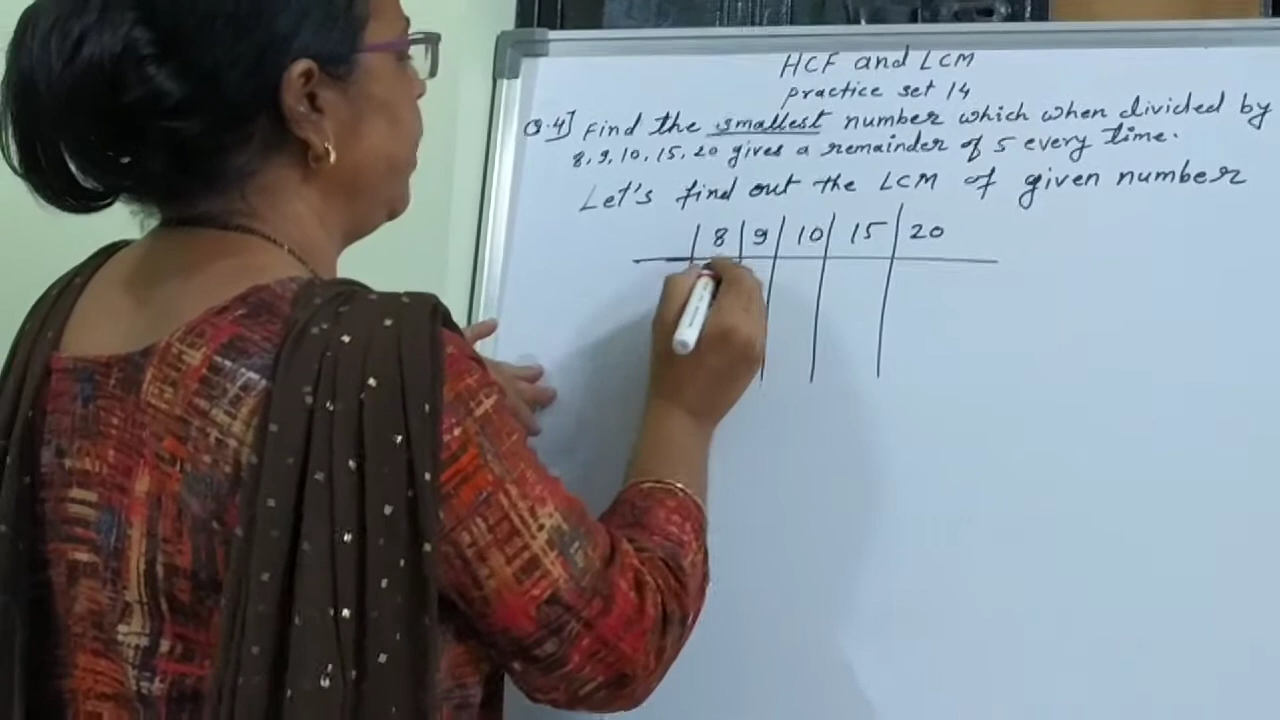 HCF and LCM
practice set 14
Q.4] Find the smallest number which when divided by
8, 9, 10, 15, 20 gives a remainder of 5 every time.
Let's find out the LCM of given number
8 9 10 15 20